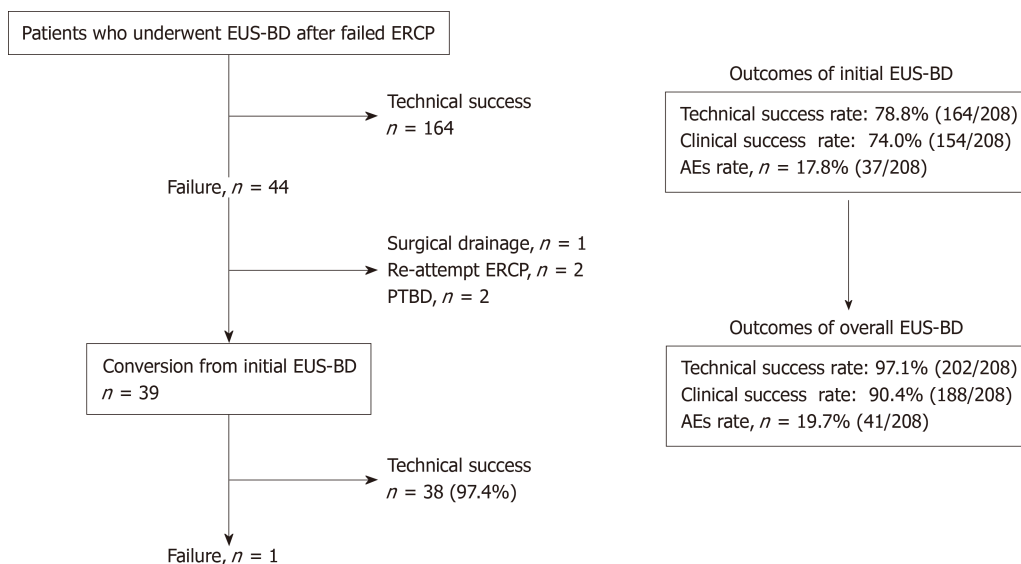 Patients who underwent EUS-BD after failed ERCP
Technical success
n = 164
Failure, n = 44
Surgical drainage, n = 1
Re-attempt ERCP, n = 2
PTBD, n = 2
Conversion from initial EUS-BD
n = 39
Technical success
n = 38 (97.4%)
Failure, n = 1
Outcomes of initial EUS-BD
Technical success rate: 78.8% (164/208)
Clinical success rate: 74.0% (154/208)
AEs rate, n = 17.8% (37/208)
Outcomes of overall EUS-BD
Technical success rate: 97.1% (202/208)
Clinical success rate: 90.4% (188/208)
AEs rate, n = 19.7% (41/208)